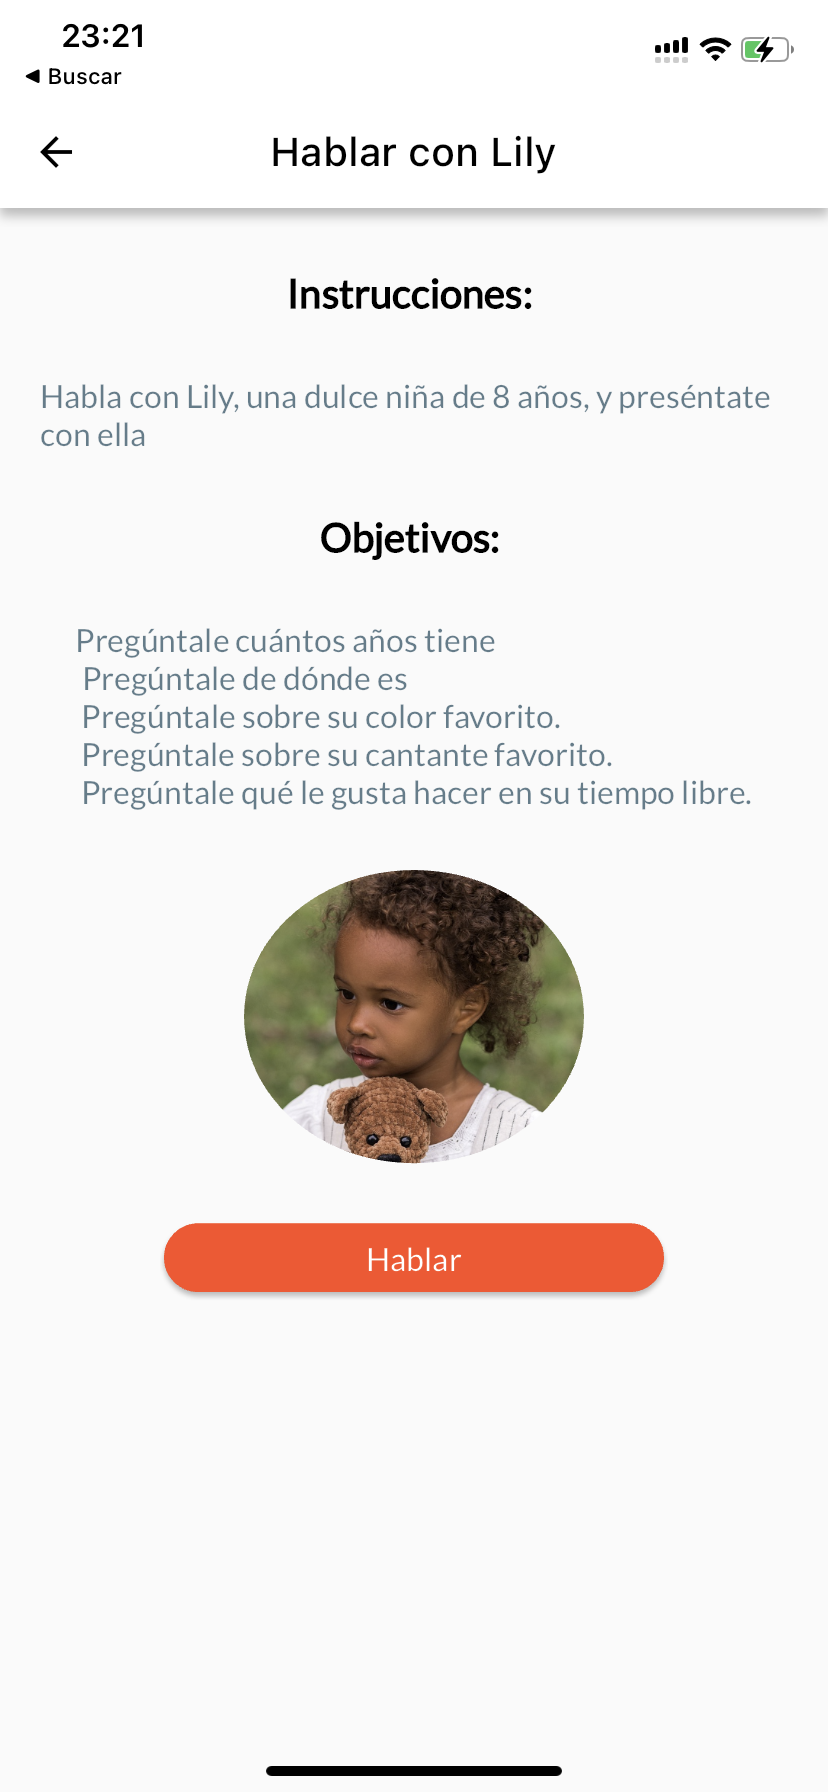 23:21
◀ Buscar
Hablar con Lily
Instrucciones:
Habla con Lily, una dulce niña de 8 años, y preséntate
con ella
Objetivos:
Pregúntale cuántos años tiene
Pregúntale de dónde es
Pregúntale sobre su color favorito.
Pregúntale sobre su cantante favorito.
Pregúntale qué le gusta hacer en su tiempo libre.
Hablar